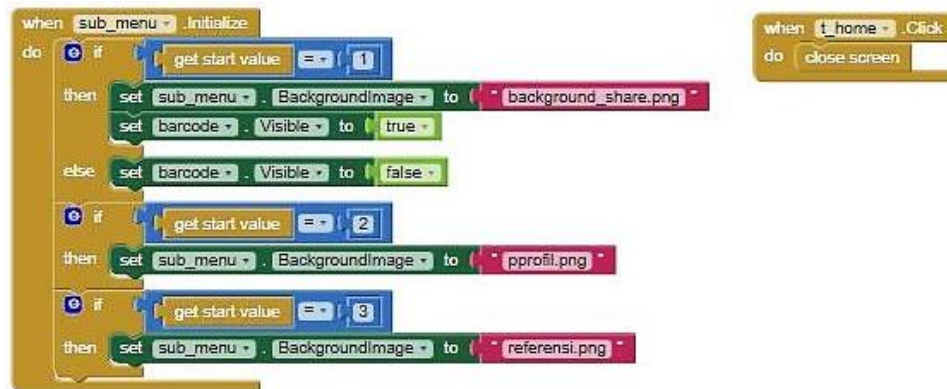 when sub_menu .Initialize
do if get start value = 1
then set sub_menu . BackgroundImage to " background_share.png "
set barcode . Visible to true
else set barcode . Visible to false
if get start value = 2
then set sub_menu . BackgroundImage to " pprofil.png "
if get start value = 3
then set sub_menu . BackgroundImage to " referensi.png "
when t_home .Click
do close screen